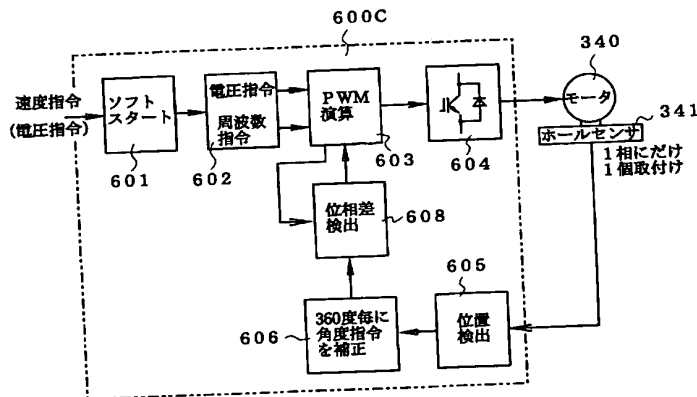 600C
340
速度指令
(電圧指令)
ソフト
スタート
601
電圧指令
周波数
指令
602
PWM
演算
603
604
モータ
341
ホールセンサ
1相にだけ
1個取付け
位相差
検出
608
605
位置
検出
606
360度毎に
角度指令
を補正